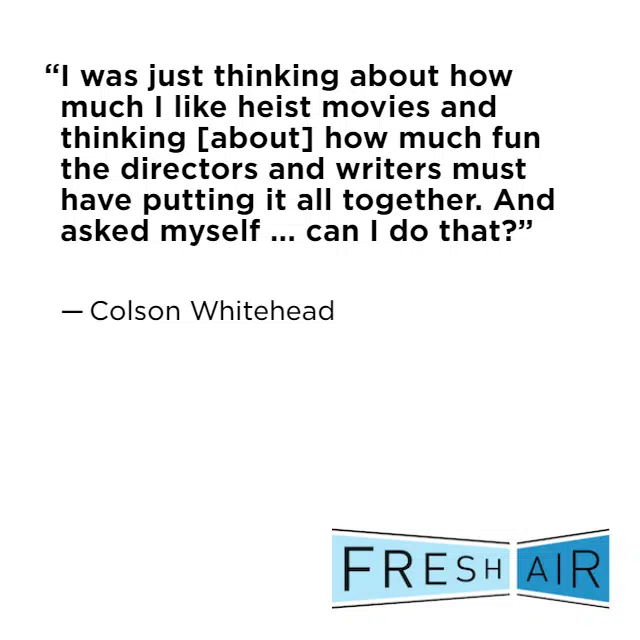 “I was just thinking about how
much I like heist movies and
thinking [about] how much fun
the directors and writers must
have putting it all together. And
asked myself ... can I do that?”
— Colson Whitehead
FRESH AIR